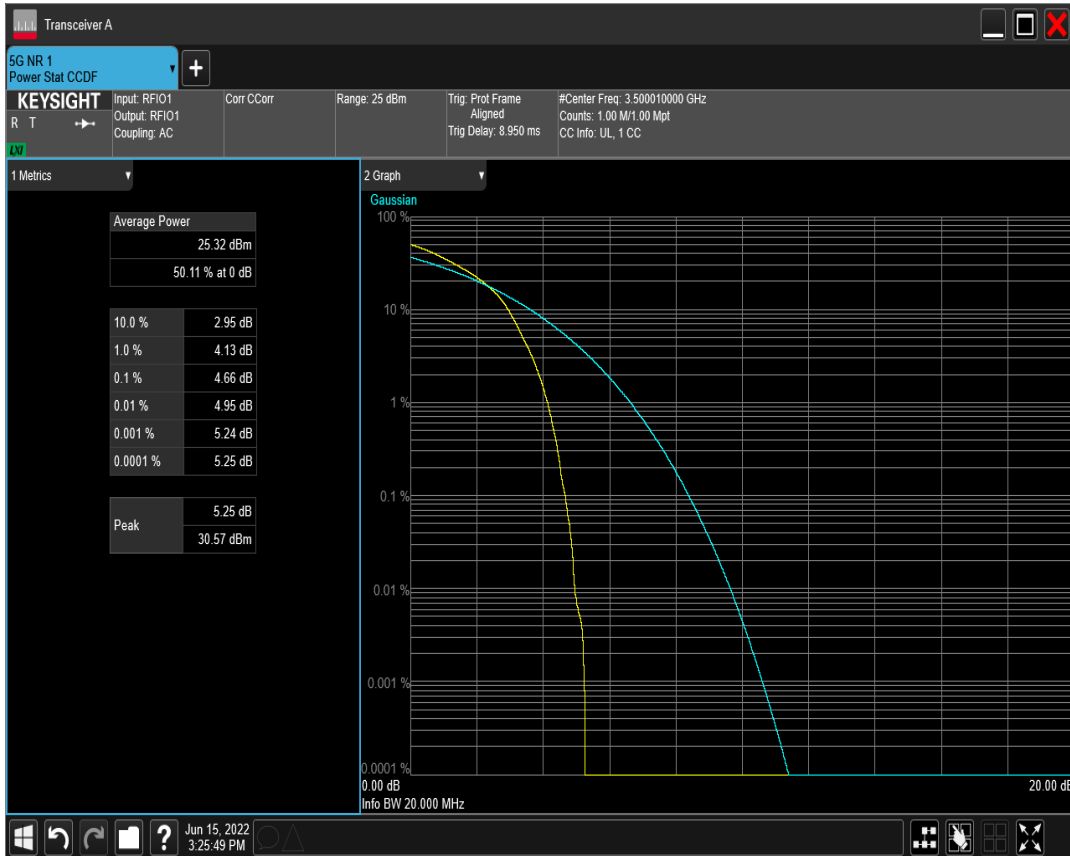 Transceiver A
5G NR 1
Power Stat CCDF
KEYSIGHT
R T
LXI
Input: RFIO1
Output: RFIO1
Coupling: AC
Corr CCorr
Range: 25 dBm
Trig: Prot Frame
Aligned
Trig Delay: 8.950 ms
#Center Freq: 3.500010000 GHz
Counts: 1.00 M/1.00 Mpt
CC Info: UL, 1 CC
1 Metrics
Average Power
25.32 dBm
50.11 % at 0 dB
10.0 % 2.95 dB
1.0 % 4.13 dB
0.1 % 4.66 dB
0.01 % 4.95 dB
0.001 % 5.24 dB
0.0001 % 5.25 dB
Peak
5.25 dB
30.57 dBm
2 Graph
Gaussian
100 %
10 %
1 %
0.1 %
0.01 %
0.001 %
0.0001 %
0.00 dB 20.00 dB
Info BW 20.000 MHz
Jun 15, 2022
3:25:49 PM